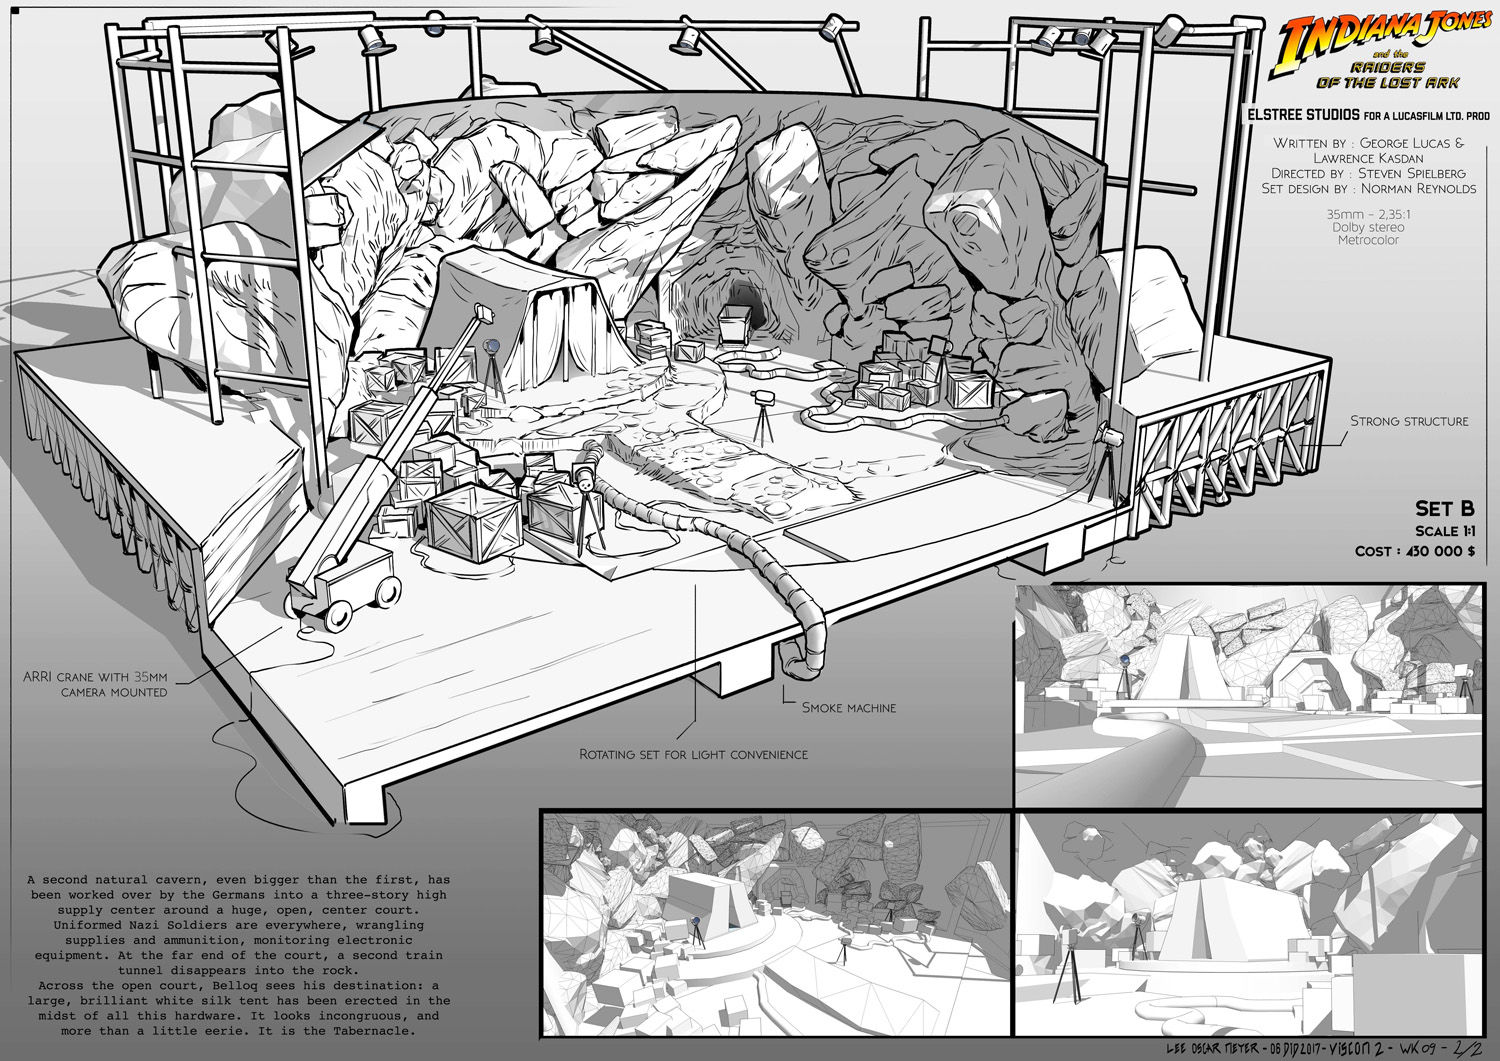 INDIANA JONES
and the
RAIDERS
OF THE LOST ARK
ELSTREE STUDIOS FOR A LUCASFILM LTD. PROD
WRITTEN BY : GEORGE LUCAS &
LAWRENCE KASDAN
DIRECTED BY : STEVEN SPIELBERG
SET DESIGN BY : NORMAN REYNOLDS
35mm - 2,35:1
Dolby stereo
Metrocolor
STRONG STRUCTURE
SET B
SCALE 1:1
COST : 430 000 $
ARRI CRANE WITH 35MM
CAMERA MOUNTED
SMOKE MACHINE
ROTATING SET FOR LIGHT CONVENIENCE
A second natural cavern, even bigger than the first, has
been worked over by the Germans into a three-story high
supply center around a huge, open, center court.
Uniformed Nazi Soldiers are everywhere, wrangling
supplies and ammunition, monitoring electronic
equipment. At the far end of the court, a second train
tunnel disappears into the rock.
Across the open court, Belloq sees his destination: a
large, brilliant white silk tent has been erected in the
midst of all this hardware. It looks incongruous, and
more than a little eerie. It is the Tabernacle.
LEE OSCAR MEYER - 08 DID 2017 - VISCOM 2 - WK 09 - 2/2